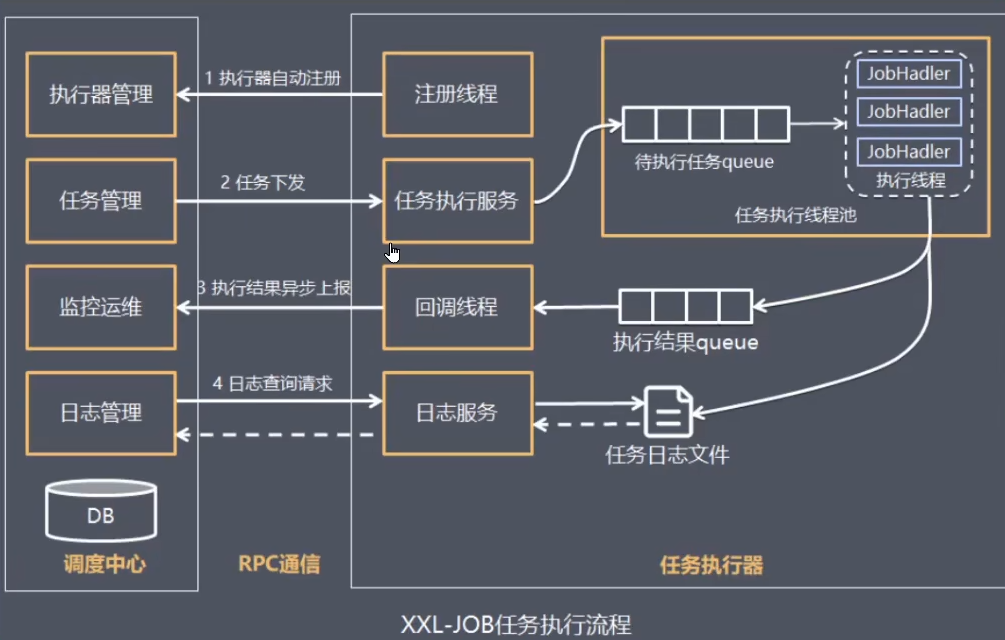 执行器管理
1 执行器自动注册
注册线程
JobHadler
JobHadler
JobHadler
执行线程
待执行任务queue
任务执行线程池
任务管理
2 任务下发
任务执行服务
监控运维
3 执行结果异步上报
回调线程
执行结果queue
日志管理
4 日志查询请求
日志服务
任务日志文件
DB
调度中心
RPC通信
任务执行器
XXL-JOB任务执行流程